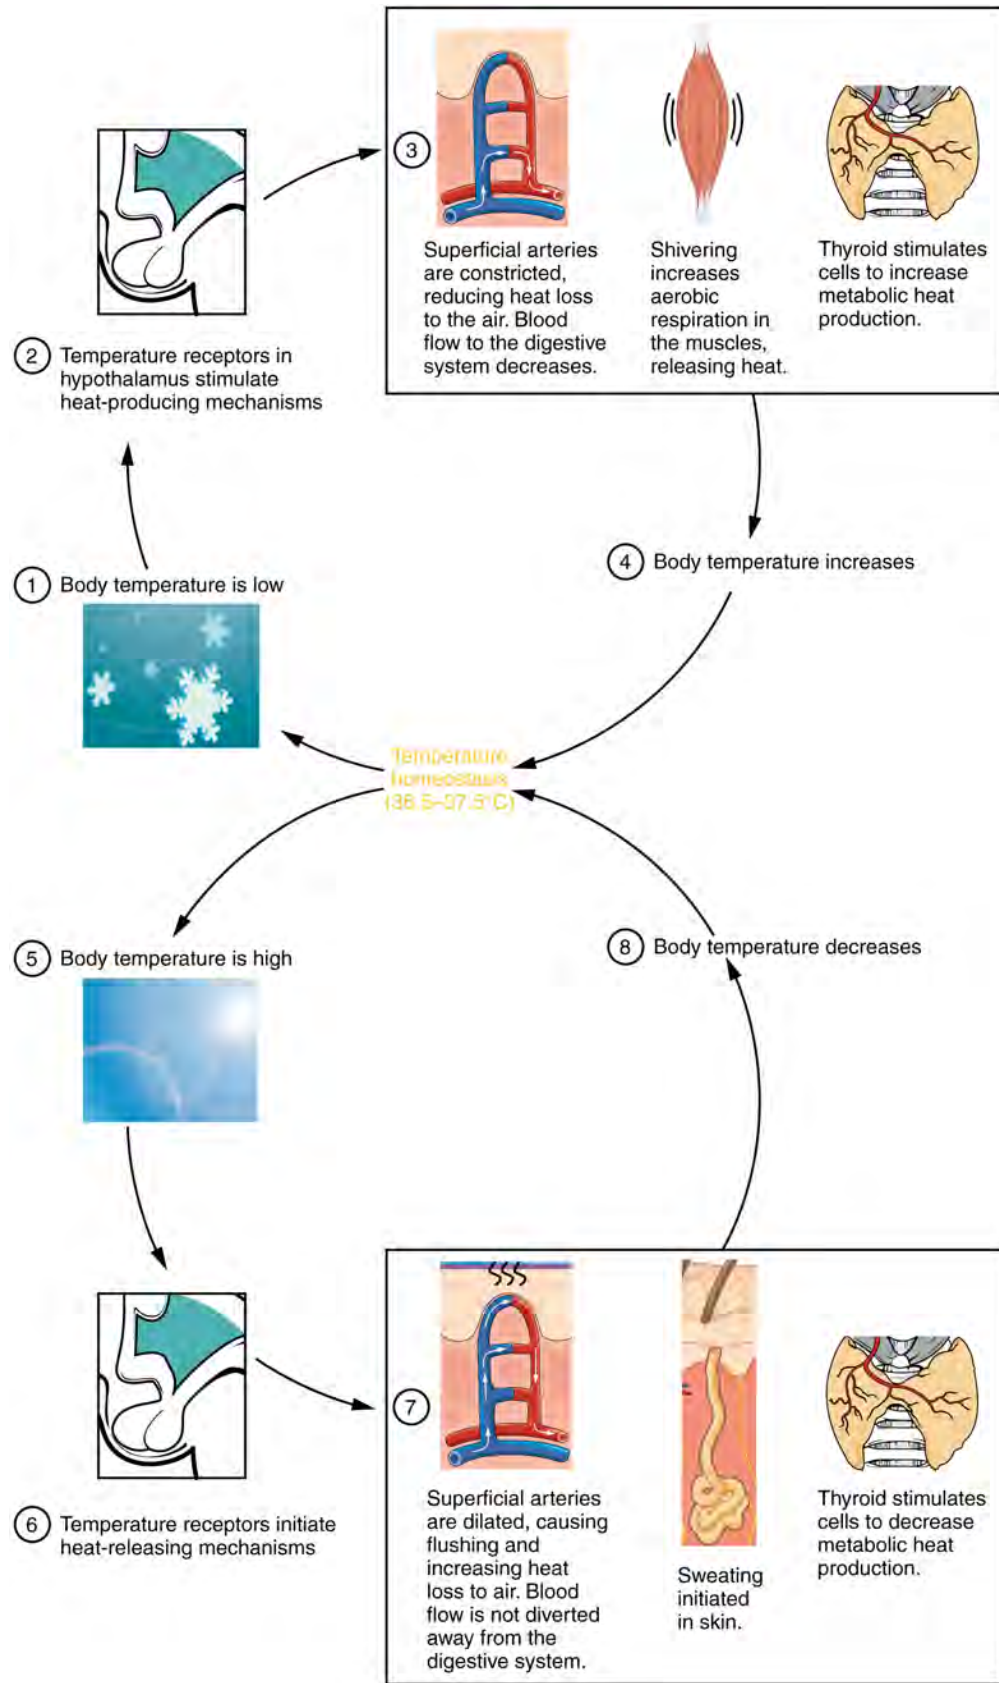 3
Superficial arteries
are constricted,
reducing heat loss
to the air. Blood
flow to the digestive
system decreases.
Shivering
increases
aerobic
respiration in
the muscles,
releasing heat.
Thyroid stimulates
cells to increase
metabolic heat
production.
2 Temperature receptors in
hypothalamus stimulate
heat-producing mechanisms
1 Body temperature is low
4 Body temperature increases
Temperature
homeostasis
(36.5–37.5°C)
5 Body temperature is high
8 Body temperature decreases
6 Temperature receptors initiate
heat-releasing mechanisms
7
Superficial arteries
are dilated, causing
flushing and
increasing heat
loss to air. Blood
flow is not diverted
away from the
digestive system.
Sweating
initiated
in skin.
Thyroid stimulates
cells to decrease
metabolic heat
production.